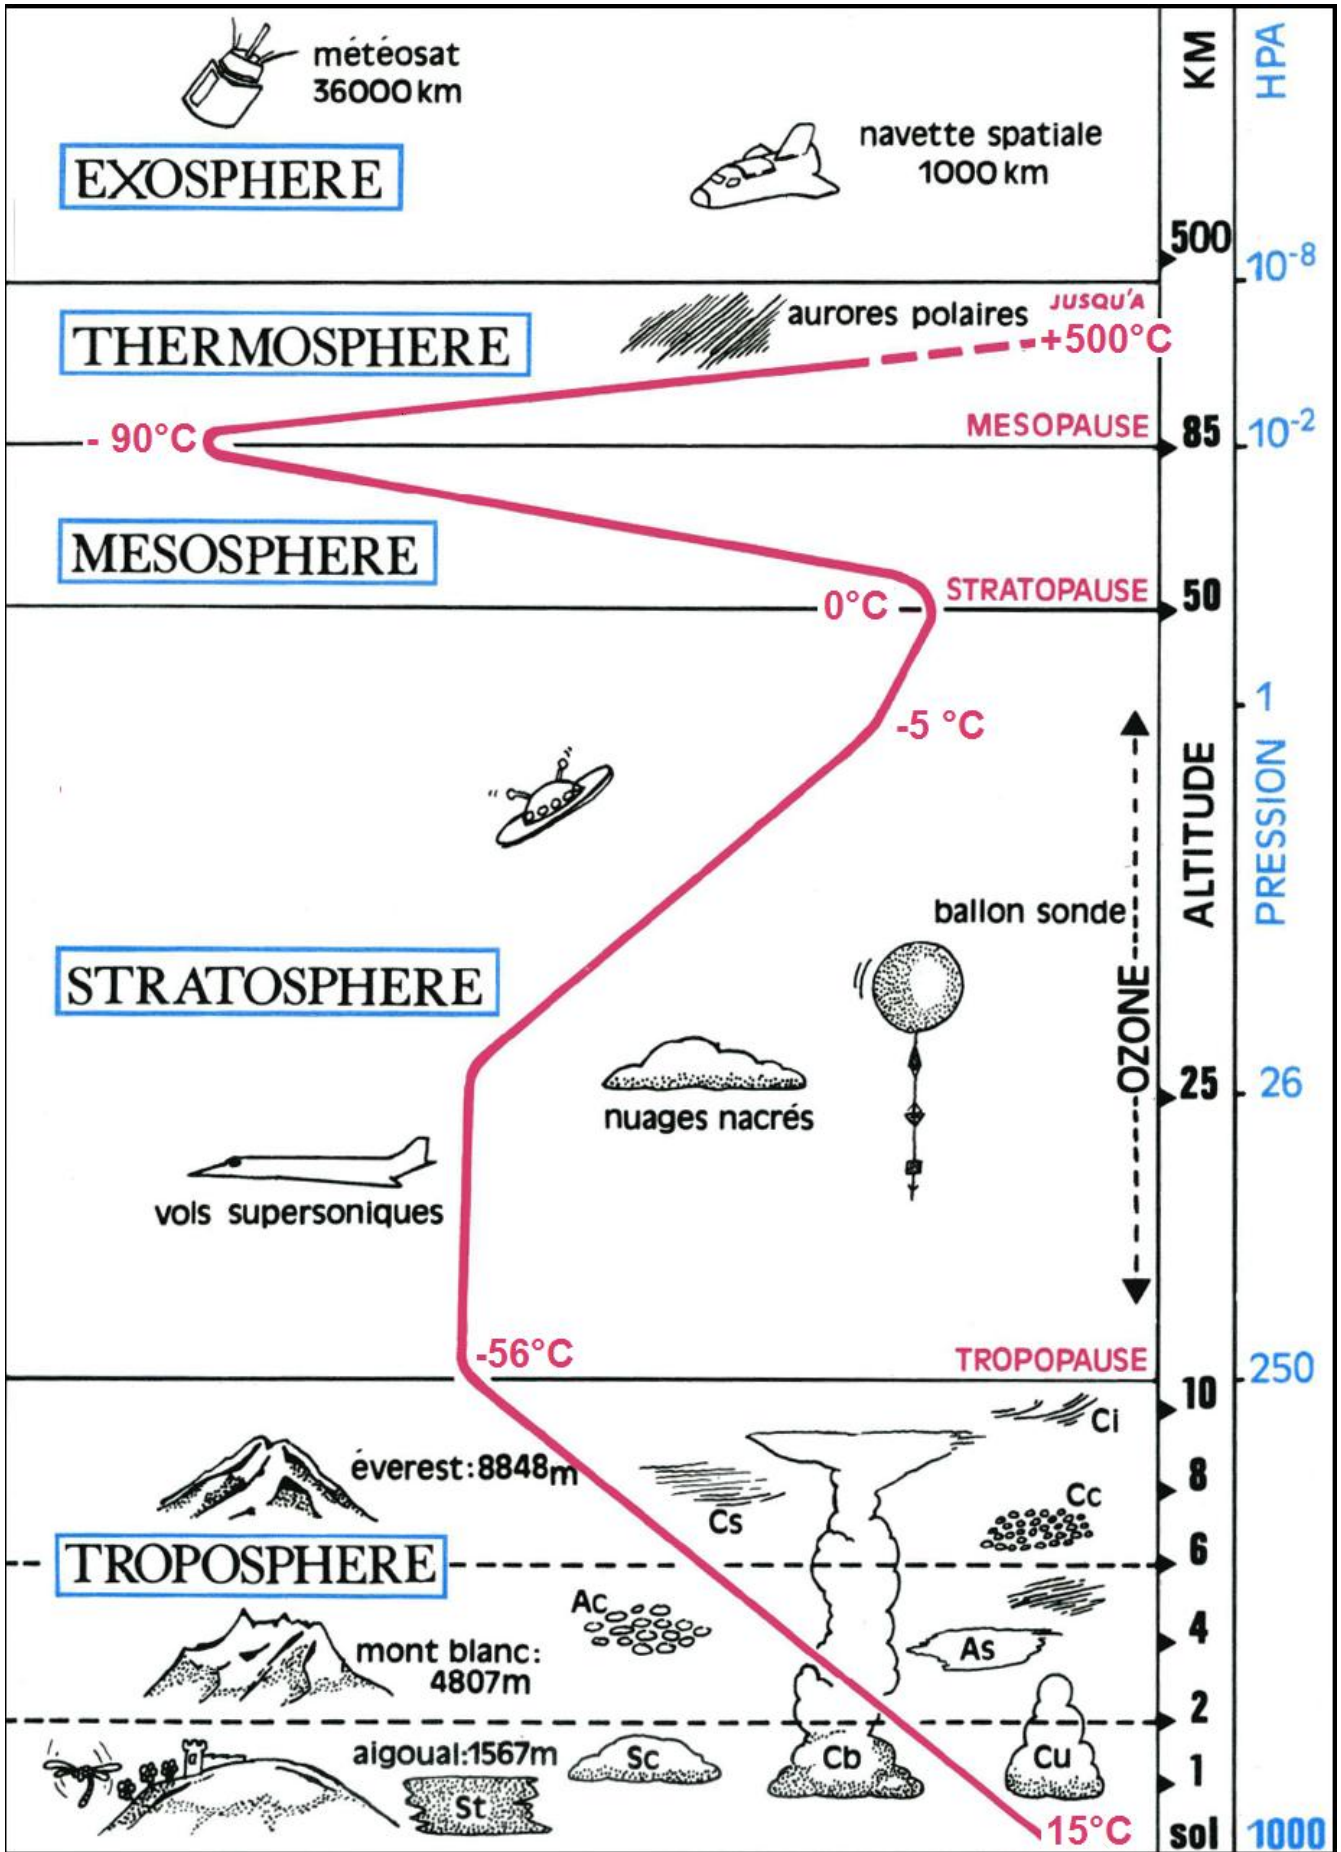 météosat
36000 km
EXOSPHERE
navette spatiale
1000 km
KM
HPA
500
10-8
THERMOSPHERE
aurores polaires
JUSQU'A
+500°C
- 90°C
MESOPAUSE
85
10-2
MESOSPHERE
0°C
STRATOPAUSE
50
-5 °C
1
ALTITUDE
PRESSION
ballon sonde
STRATOSPHERE
OZONE
nuages nacrés
25
26
vols supersoniques
-56°C
TROPOPAUSE
250
10
Ci
éverest:8848m
8
Cs
Cc
TROPOSPHERE
6
Ac
mont blanc:
4807m
As
4
2
aigoual:1567m
St
Sc
Cb
Cu
1
15°C
sol
1000